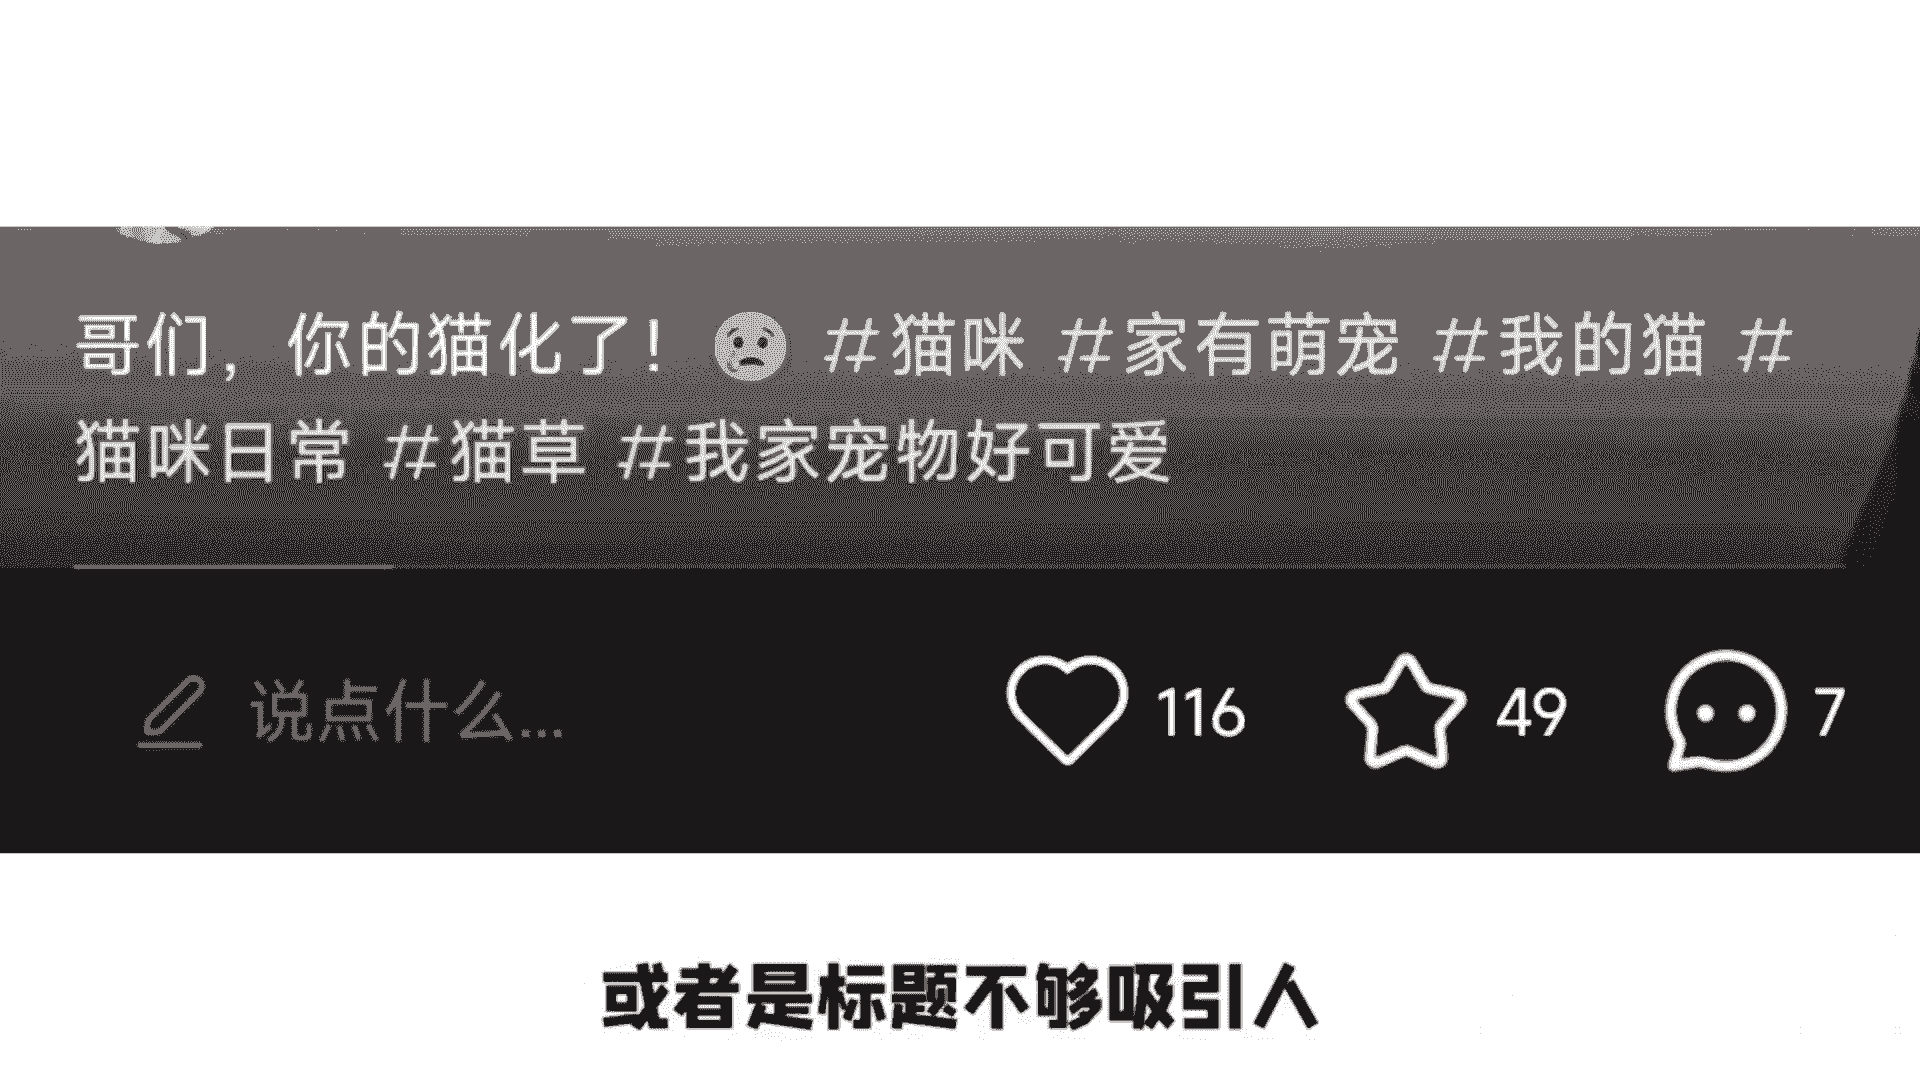 哥们，你的猫化了！😢 #猫咪 #家有萌宠 #我的猫 #
猫咪日常 #猫草 #我家宠物好可爱
说点什么... 116 49 7
或者是标题不够吸引人